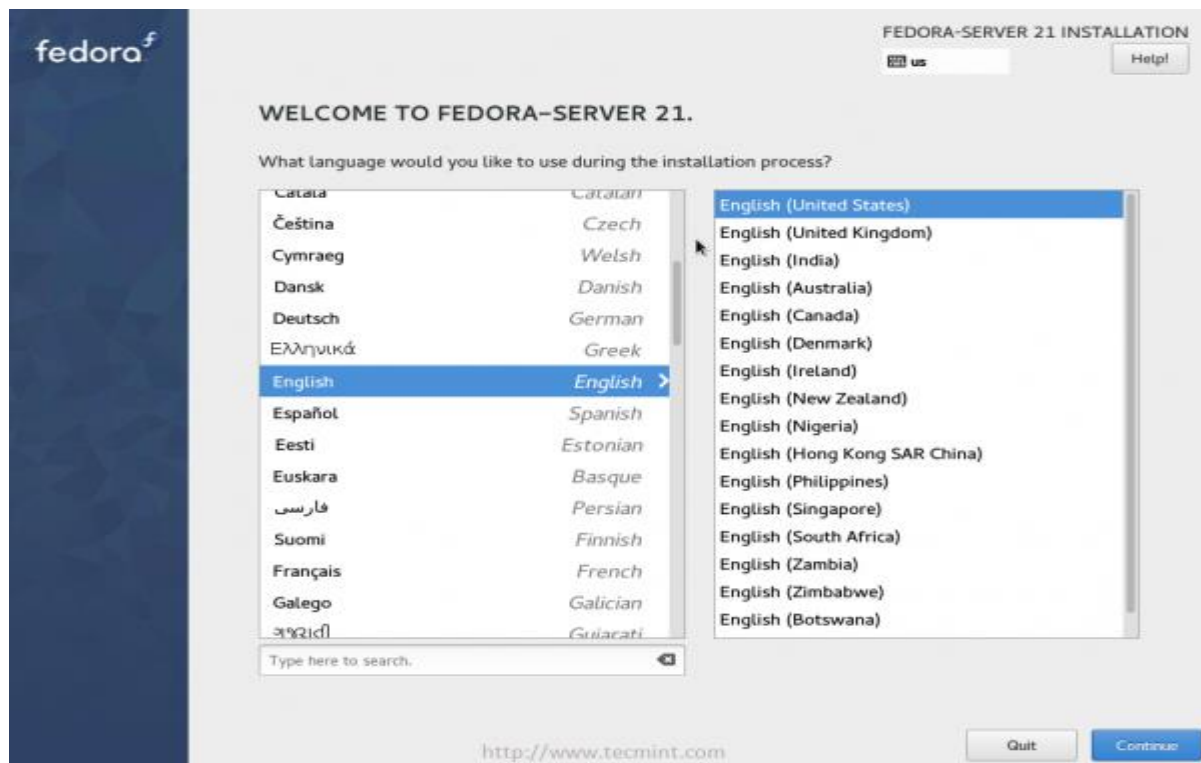 fedora
FEDORA-SERVER 21 INSTALLATION
us
Help!
WELCOME TO FEDORA-SERVER 21.
What language would you like to use during the installation process?
Català Catalan
Čeština Czech
Cymraeg Welsh
Dansk Danish
Deutsch German
Ελληνικά Greek
English English
Español Spanish
Eesti Estonian
Euskara Basque
فارسی Persian
Suomi Finnish
Français French
Galego Galician
ગુજરાતી Gujarati
Type here to search.
English (United States)
English (United Kingdom)
English (India)
English (Australia)
English (Canada)
English (Denmark)
English (Ireland)
English (New Zealand)
English (Nigeria)
English (Hong Kong SAR China)
English (Philippines)
English (Singapore)
English (South Africa)
English (Zambia)
English (Zimbabwe)
English (Botswana)
http://www.tecmint.com
Quit
Continue